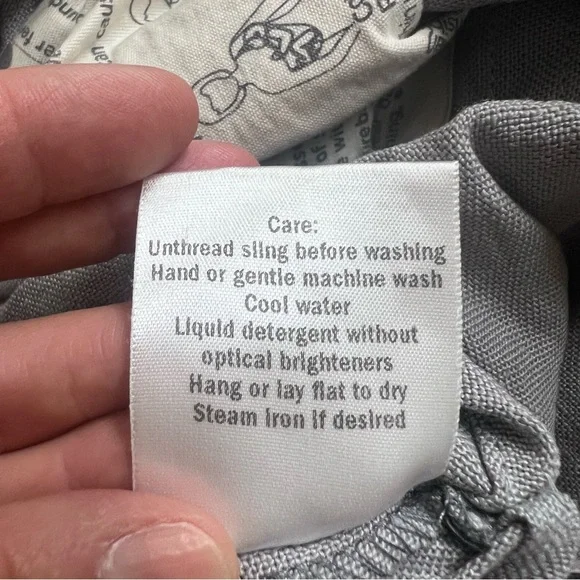 Care:
Unthread sling before washing
Hand or gentle machine wash
Cool water
Liquid detergent without
optical brighteners
Hang or lay flat to dry
Steam Iron if desired